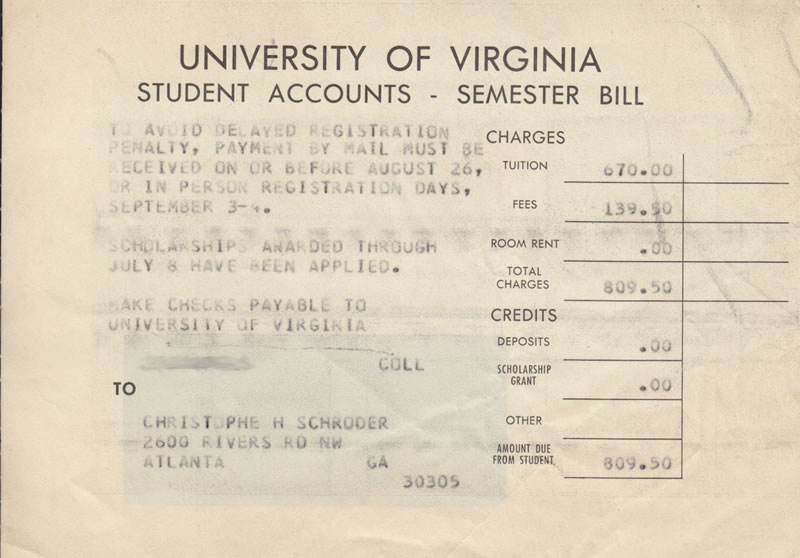 UNIVERSITY OF VIRGINIA
STUDENT ACCOUNTS - SEMESTER BILL
TO AVOID DELAYED REGISTRATION
PENALTY, PAYMENT BY MAIL MUST BE
RECEIVED ON OR BEFORE AUGUST 26,
OR IN PERSON REGISTRATION DAYS,
SEPTEMBER 3-4.
SCHOLARSHIPS AWARDED THROUGH
JULY 8 HAVE BEEN APPLIED.
MAKE CHECKS PAYABLE TO
UNIVERSITY OF VIRGINIA
COLL
TO
CHRISTOPHE H SCHRODER
2600 RIVERS RD NW
ATLANTA GA
30305
CHARGES
TUITION 670.00
FEES 139.50
ROOM RENT .00
TOTAL
CHARGES 809.50
CREDITS
DEPOSITS .00
SCHOLARSHIP
GRANT .00
OTHER
AMOUNT DUE
FROM STUDENT 809.50